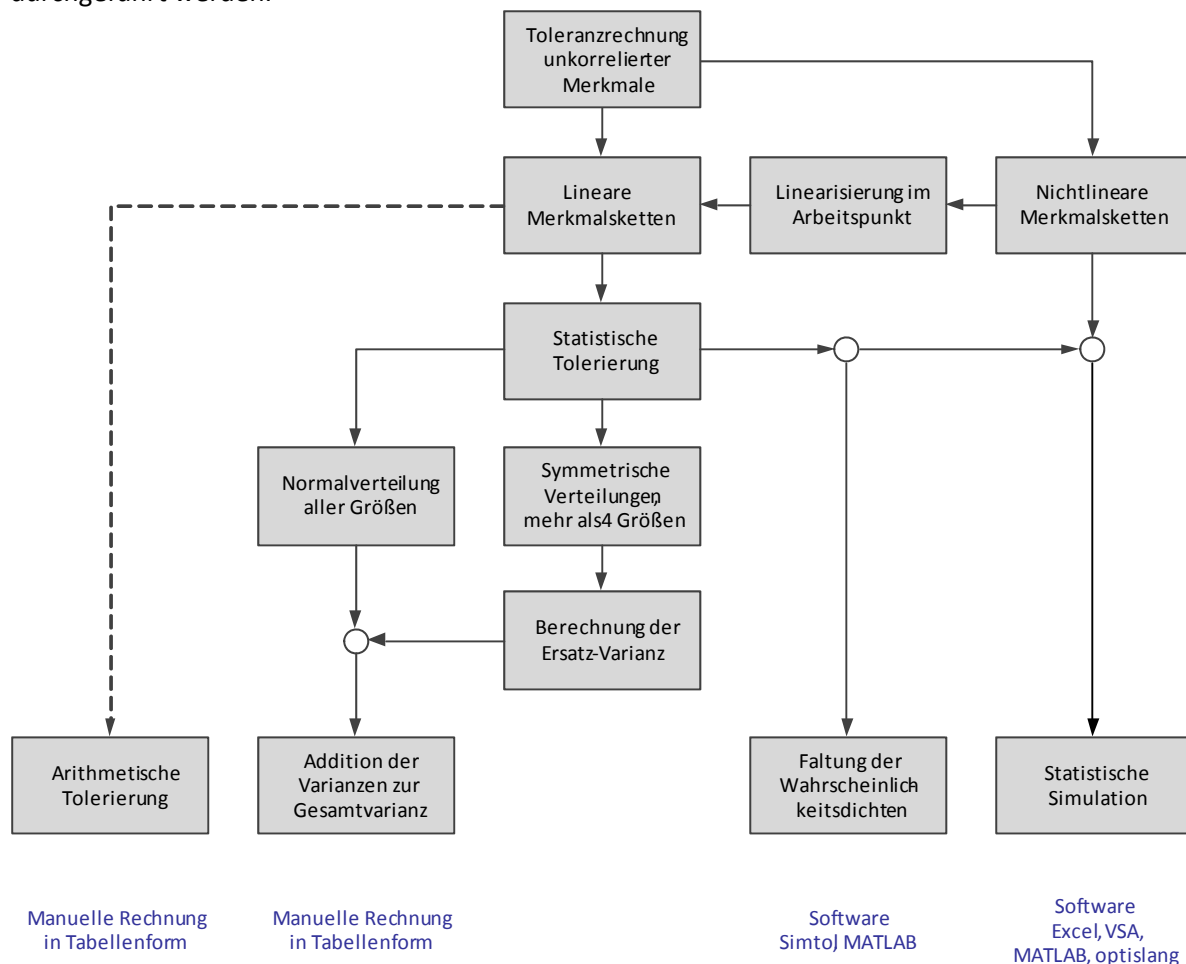 durchgeführt werden.
Toleranzrechnung
unkorrelierter
Merkmale
Lineare
Merkmalsketten
Linearisierung im
Arbeitspunkt
Nichtlineare
Merkmalsketten
Statistische
Tolerierung
Normalverteilung
aller Größen
Symmetrische
Verteilungen,
mehr als4 Größen
Berechnung der
Ersatz-Varianz
Arithmetische
Tolerierung
Addition der
Varianzen zur
Gesamtvarianz
Faltung der
Wahrscheinlich-
keitsdichten
Statistische
Simulation
Manuelle Rechnung
in Tabellenform
Manuelle Rechnung
in Tabellenform
Software
Simtol, MATLAB
Software
Excel, VSA,
MATLAB, optislang